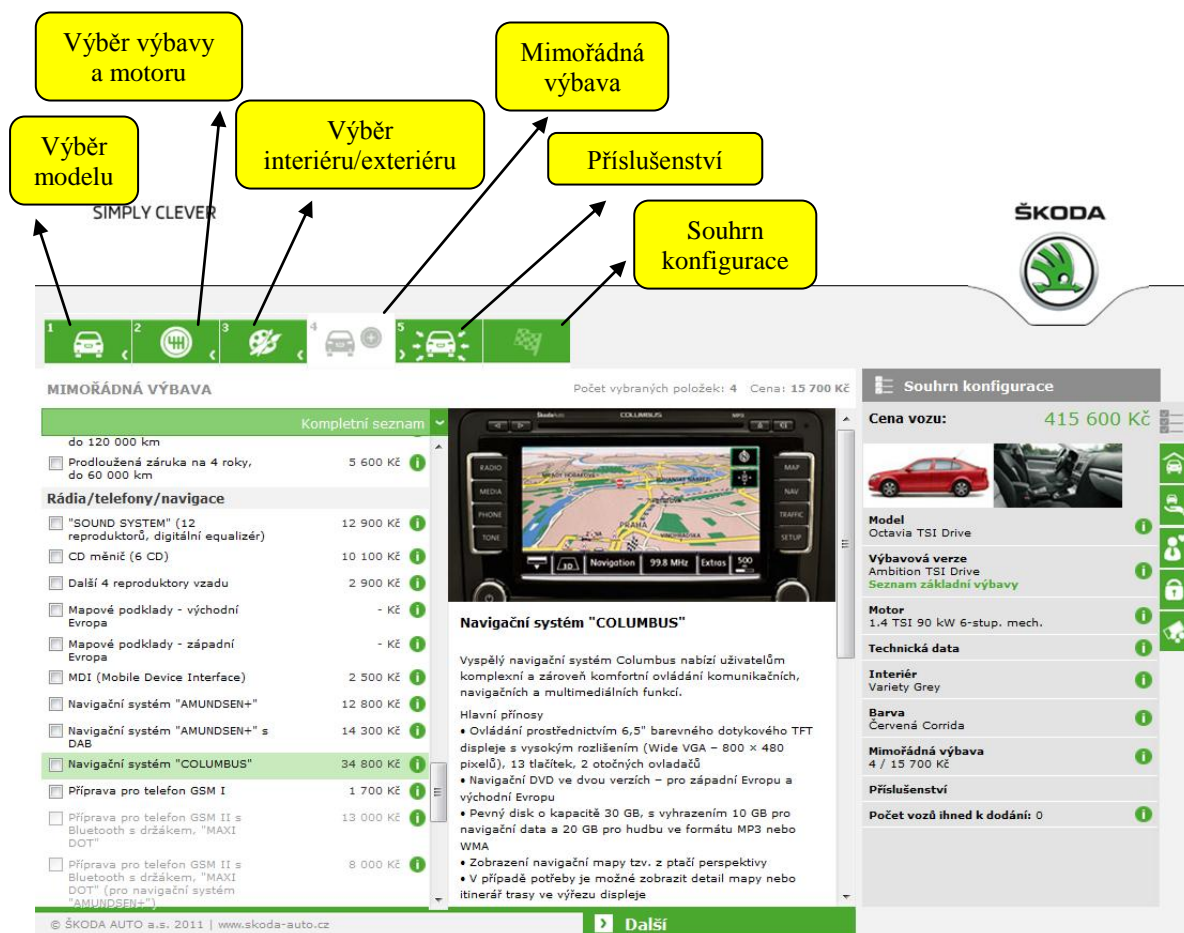 Výběr výbavy
a motoru
Mimořádná
výbava
Výběr
modelu
Výběr
interiéru/exteriéru
Příslušenství
Souhrn
konfigurace
SIMPLY CLEVER
ŠKODA
1
2
3
4
5
MIMOŘÁDNÁ VÝBAVA
Počet vybraných položek: 4 Cena: 15 700 Kč
Kompletní seznam
do 120 000 km
Prodloužená záruka na 4 roky, 5 600 Kč
do 60 000 km
Rádia/telefony/navigace
"SOUND SYSTEM" (12 12 900 Kč
reproduktorů, digitální equalizér)
CD měnič (6 CD) 10 100 Kč
Další 4 reproduktory vzadu 2 900 Kč
Mapové podklady - východní - Kč
Evropa
Mapové podklady - západní - Kč
Evropa
MDI (Mobile Device Interface) 2 500 Kč
Navigační systém "AMUNDSEN+" 12 800 Kč
Navigační systém "AMUNDSEN+" s 14 300 Kč
DAB
Navigační systém "COLUMBUS" 34 800 Kč
Příprava pro telefon GSM I 1 700 Kč
Příprava pro telefon GSM II s 13 000 Kč
Bluetooth s držákem, "MAXI
DOT"
Příprava pro telefon GSM II s 8 000 Kč
Bluetooth s držákem, "MAXI
DOT" (pro navigační systém
"AMUNDSEN+")
COLUMBUS
RADIO
MEDIA
PHONE
TONE
MAP
NAV
TRAFFIC
SETUP
PRAHA
3D
Navigation
99.8 MHz
Extras
500
Navigační systém "COLUMBUS"
Vyspělý navigační systém Columbus nabízí uživatelům
komplexní a zároveň komfortní ovládání komunikačních,
navigačních a multimediálních funkcí.
Hlavní přínosy
• Ovládání prostřednictvím 6,5" barevného dotykového TFT
displeje s vysokým rozlišením (Wide VGA – 800 × 480
pixelů), 13 tlačítek, 2 otočných ovladačů
• Navigační DVD ve dvou verzích – pro západní Evropu a
východní Evropu
• Pevný disk o kapacitě 30 GB, s vyhrazením 10 GB pro
navigační data a 20 GB pro hudbu ve formátu MP3 nebo
WMA
• Zobrazení navigační mapy tzv. z ptačí perspektivy
• V případě potřeby je možné zobrazit detail mapy nebo
itinerář trasy ve výřezu displeje
Souhrn konfigurace
Cena vozu: 415 600 Kč
Model
Octavia TSI Drive
Výbavová verze
Ambition TSI Drive
Seznam základní výbavy
Motor
1.4 TSI 90 kW 6-stup. mech.
Technická data
Interiér
Variety Grey
Barva
Červená Corrida
Mimořádná výbava
4 / 15 700 Kč
Příslušenství
Počet vozů ihned k dodání: 0
© ŠKODA AUTO a.s. 2011 | www.skoda-auto.cz
Další